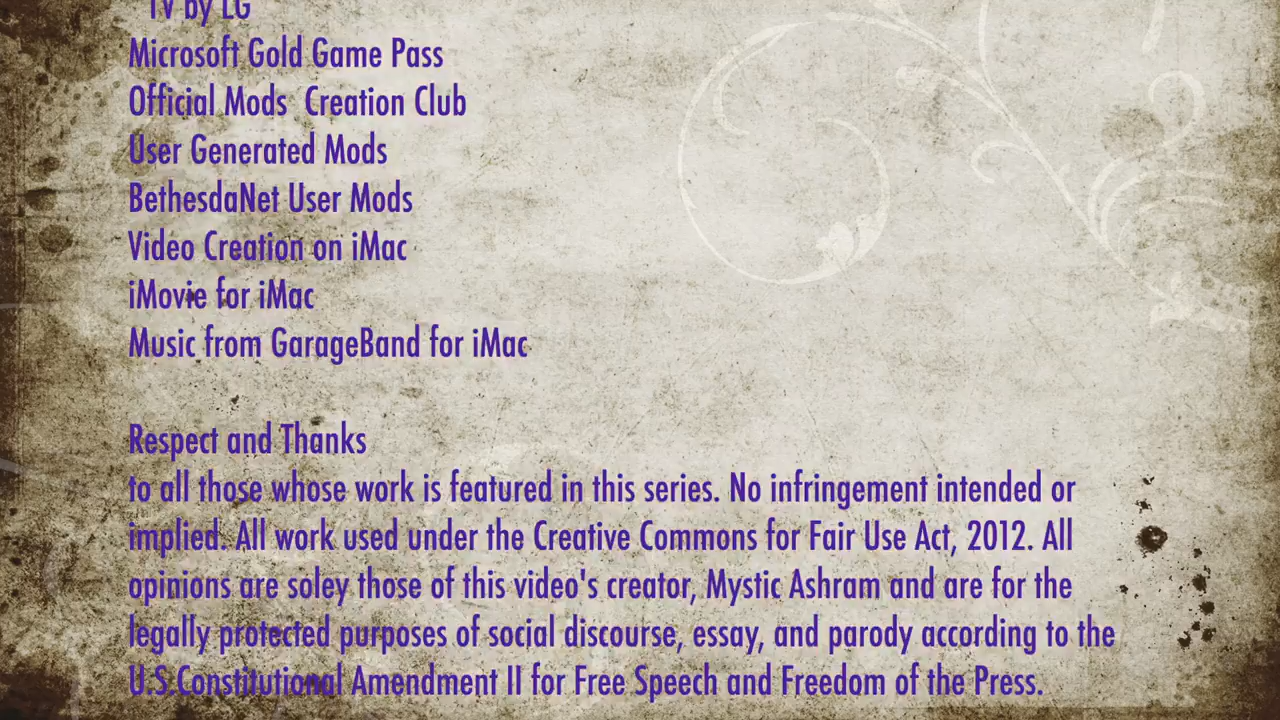 TV by LG
Microsoft Gold Game Pass
Official Mods  Creation Club
User Generated Mods
BethesdaNet User Mods
Video Creation on iMac
iMovie for iMac
Music from GarageBand for iMac
Respect and Thanks
to all those whose work is featured in this series. No infringement intended or
implied. All work used under the Creative Commons for Fair Use Act, 2012. All
opinions are soley those of this video's creator, Mystic Ashram and are for the
legally protected purposes of social discourse, essay, and parody according to the
U.S.Constitutional Amendment II for Free Speech and Freedom of the Press.